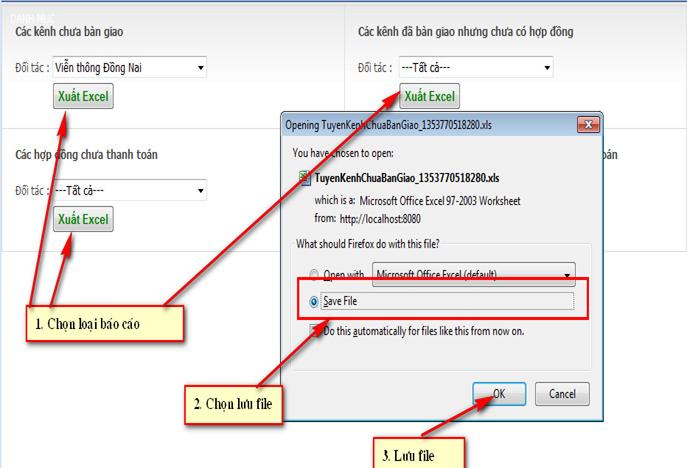 DANH MỤC
Các kênh chưa bàn giao
Các kênh đã bàn giao nhưng chưa có hợp đồng
Đối tác : Viễn thông Đồng Nai
Đối tác : ---Tất cả---
Xuất Excel
Xuất Excel
Opening TuyenKenhChuaBanGiao_1353770518280.xls
Các hợp đồng chưa thanh toán
You have chosen to open:
TuyenKenhChuaBanGiao_1353770518280.xls
Đối tác : ---Tất cả---
which is a: Microsoft Office Excel 97-2003 Worksheet
Xuất Excel
from: http://localhost:8080
What should Firefox do with this file?
Open with Microsoft Office Excel (default)
Save File
1. Chọn loại báo cáo
Do this automatically for files like this from now on.
2. Chọn lưu file
OK
Cancel
3. Lưu file